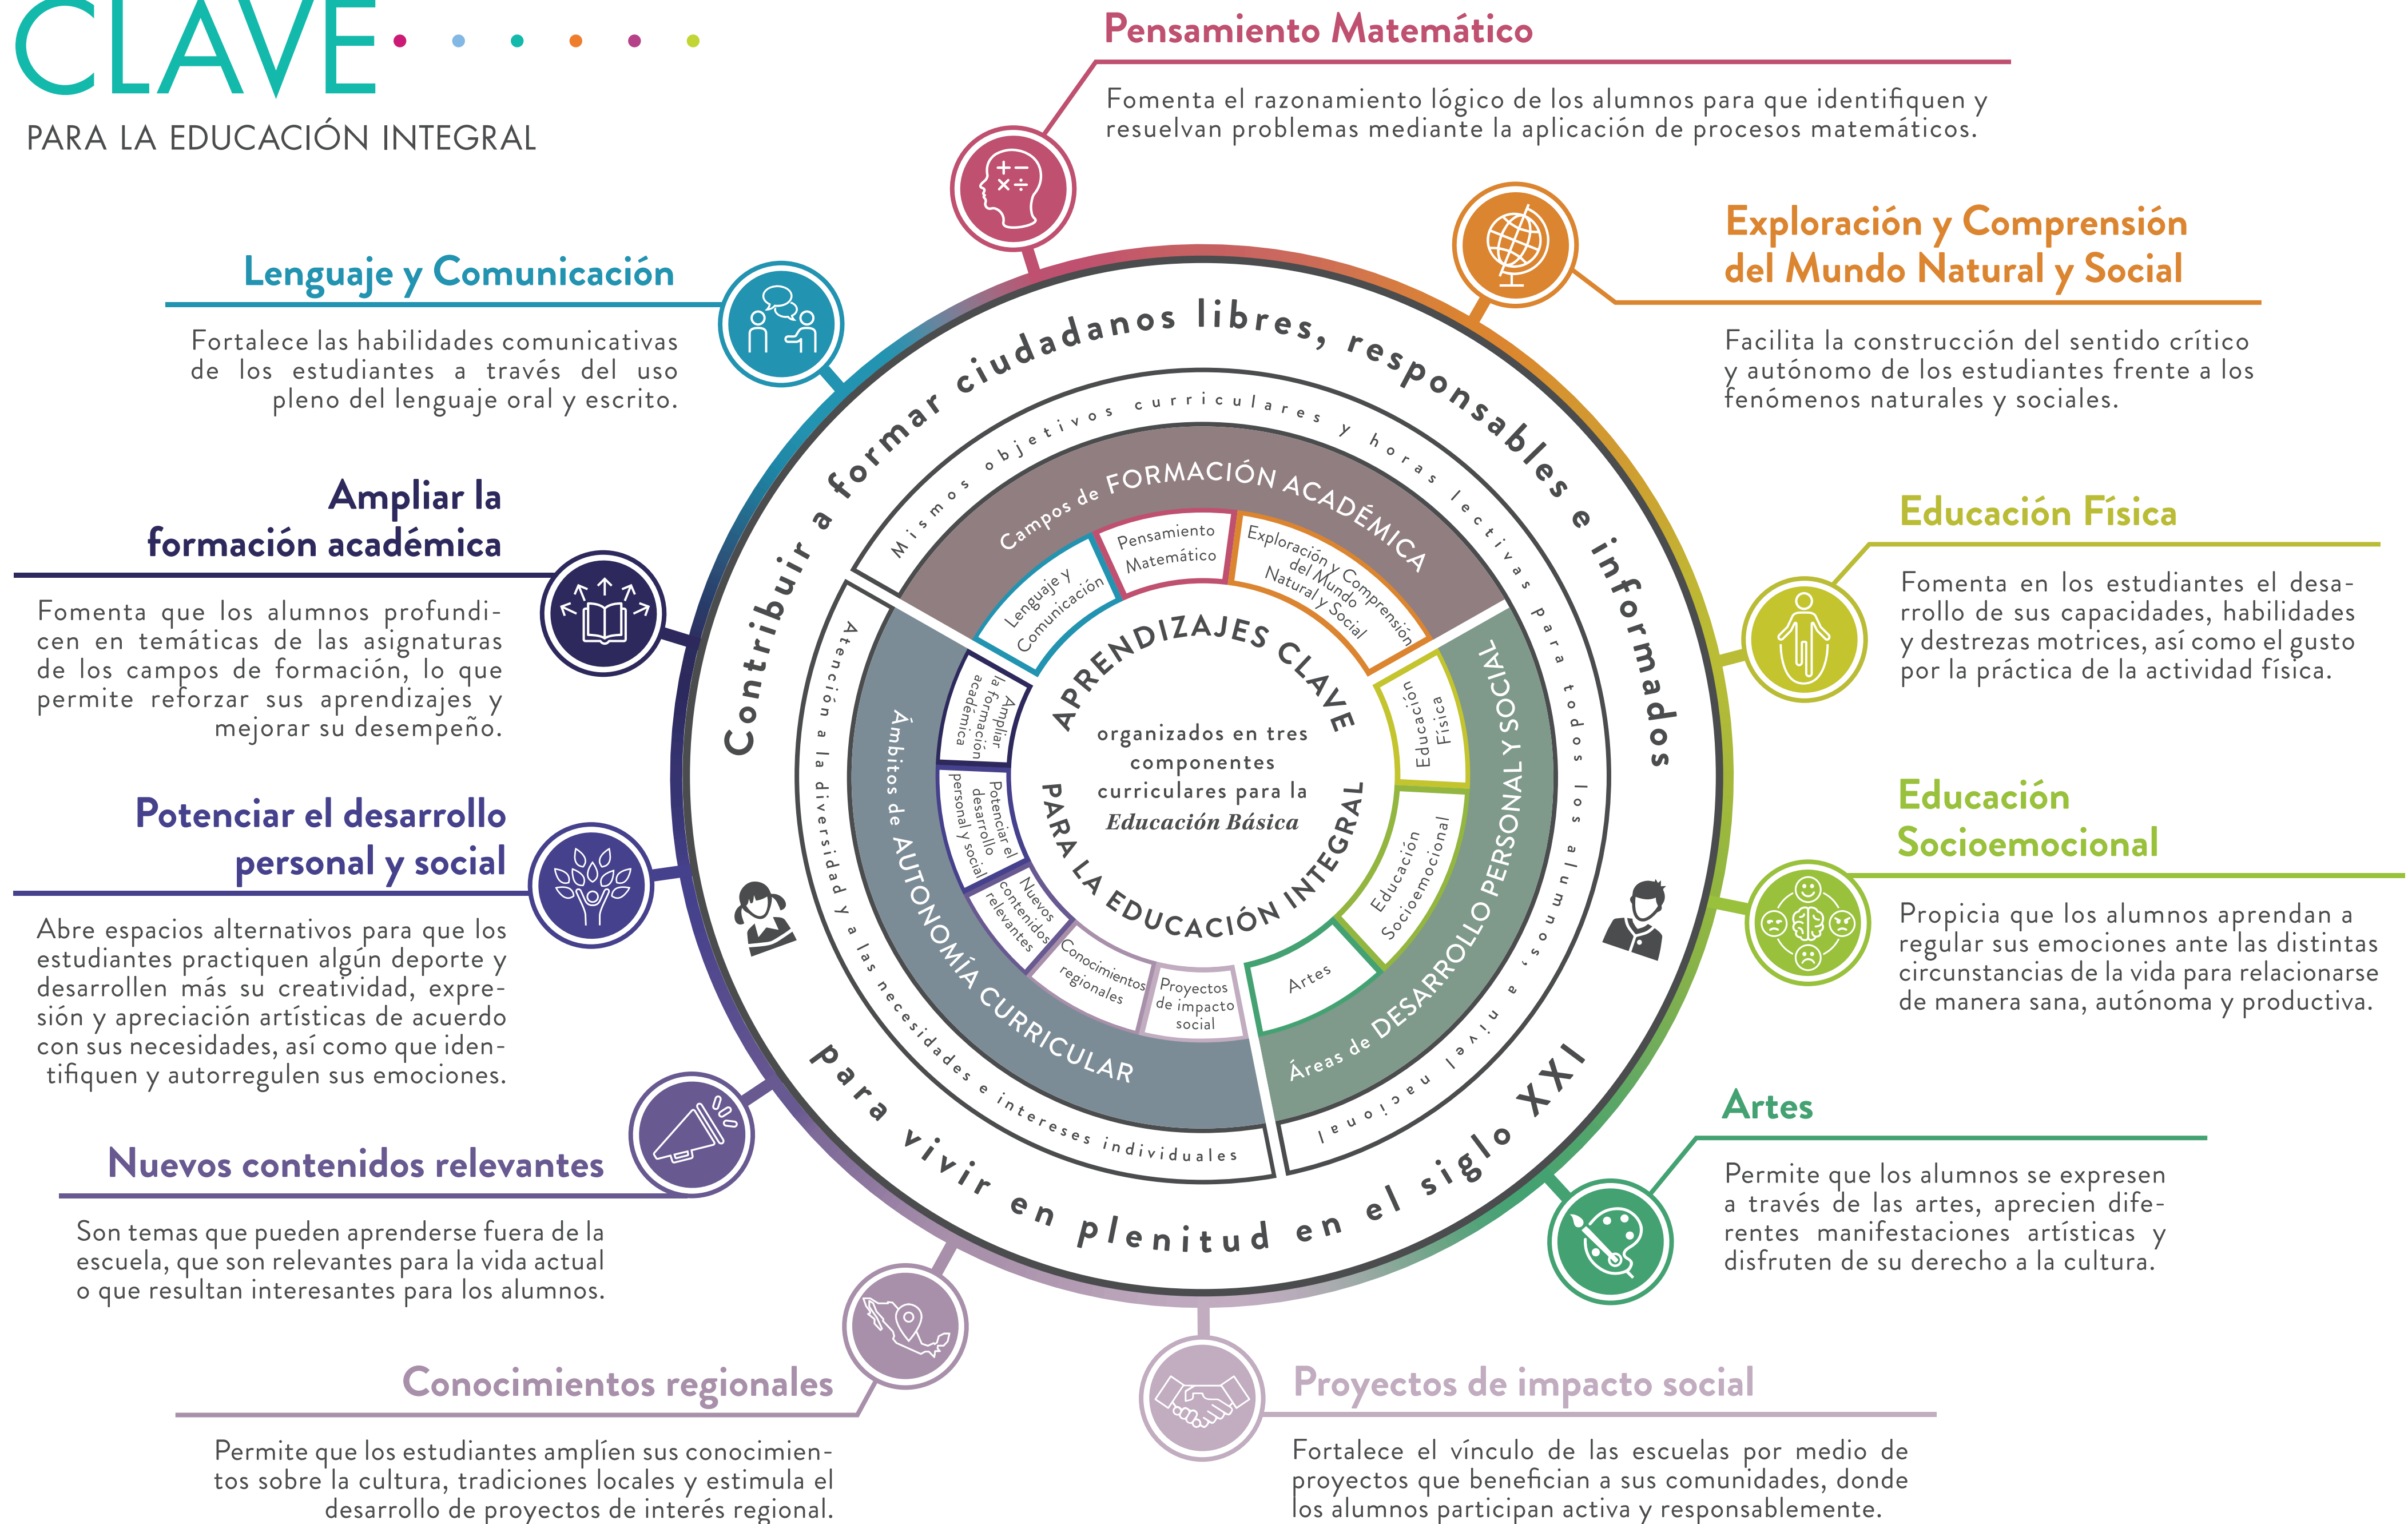 CLAVE
PARA LA EDUCACIÓN INTEGRAL
Pensamiento Matemático
Fomenta el razonamiento lógico de los alumnos para que identifiquen y
resuelvan problemas mediante la aplicación de procesos matemáticos.
Exploración y Comprensión
del Mundo Natural y Social
Facilita la construcción del sentido crítico
y autónomo de los estudiantes frente a los
fenómenos naturales y sociales.
Educación Física
Fomenta en los estudiantes el desa-
rrollo de sus capacidades, habilidades
y destrezas motrices, así como el gusto
por la práctica de la actividad física.
Educación
Socioemocional
Propicia que los alumnos aprendan a
regular sus emociones ante las distintas
circunstancias de la vida para relacionarse
de manera sana, autónoma y productiva.
Artes
Permite que los alumnos se expresen
a través de las artes, aprecien dife-
rentes manifestaciones artísticas y
disfruten de su derecho a la cultura.
Proyectos de impacto social
Fortalece el vínculo de las escuelas por medio de
proyectos que benefician a sus comunidades, donde
los alumnos participan activa y responsablemente.
Lenguaje y Comunicación
Fortalece las habilidades comunicativas
de los estudiantes a través del uso
pleno del lenguaje oral y escrito.
Ampliar la
formación académica
Fomenta que los alumnos profundi-
cen en temáticas de las asignaturas
de los campos de formación, lo que
permite reforzar sus aprendizajes y
mejorar su desempeño.
Potenciar el desarrollo
personal y social
Abre espacios alternativos para que los
estudiantes practiquen algún deporte y
desarrollen más su creatividad, expre-
sión y apreciación artísticas de acuerdo
con sus necesidades, así como que iden-
tifiquen y autorregulen sus emociones.
Nuevos contenidos relevantes
Son temas que pueden aprenderse fuera de la
escuela, que son relevantes para la vida actual
o que resultan interesantes para los alumnos.
Conocimientos regionales
Permite que los estudiantes amplíen sus conocimien-
tos sobre la cultura, tradiciones locales y estimula el
desarrollo de proyectos de interés regional.
Contribuir a formar ciudadanos libres, responsables e informados
para vivir en plenitud en el siglo XXI
Mismos objetivos curriculares y horas lectivas para todos los alumnos, a nivel nacional
Atención a la diversidad y a las necesidades e intereses individuales
Campos de FORMACIÓN ACADÉMICA
Lenguaje y
Comunicación
Pensamiento
Matemático
Exploración y Comprensión
del Mundo
Natural y Social
Áreas de DESARROLLO PERSONAL Y SOCIAL
Educación
Física
Educación
Socioemocional
Artes
Ámbitos de AUTONOMÍA CURRICULAR
Ampliar
la formación
académica
Potenciar el
desarrollo
personal y social
Nuevos
contenidos
relevantes
Conocimientos
regionales
Proyectos
de impacto
social
APRENDIZAJES CLAVE
organizados en tres
componentes
curriculares para la
Educación Básica
PARA LA EDUCACIÓN INTEGRAL